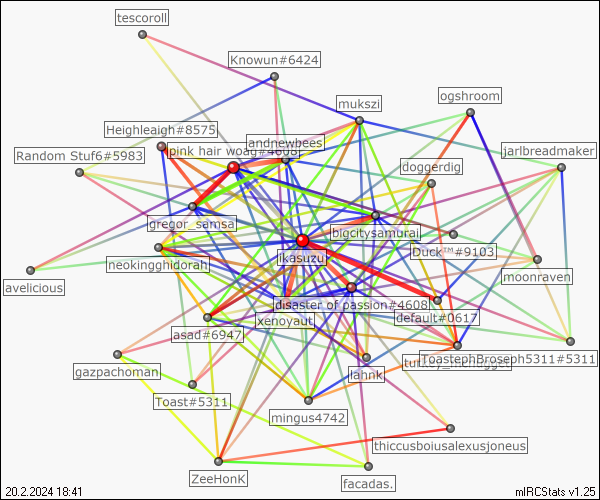 tescoroll
Knowun#6424
ogshroom
mukszi
Heighleaigh#8575
andnewbees
pink hair woag#4608
jarlbreadmaker
Random Stuf6#5983
doggerdig
gregor_samsa
bigcitysamurai
Duck™#9103
ikasuzu
neokingghidorah
moonraven
avelicious
disaster of passion#4608
default#0617
xenoyaut
asad#6947
ToastephBroseph5311#5311
gazpachoman
lahnk
Toast#5311
mingus4742
thiccusboiusalexusjoneus
ZeeHonK
facadas.
20.2.2024 18:41
mIRCStats v1.25